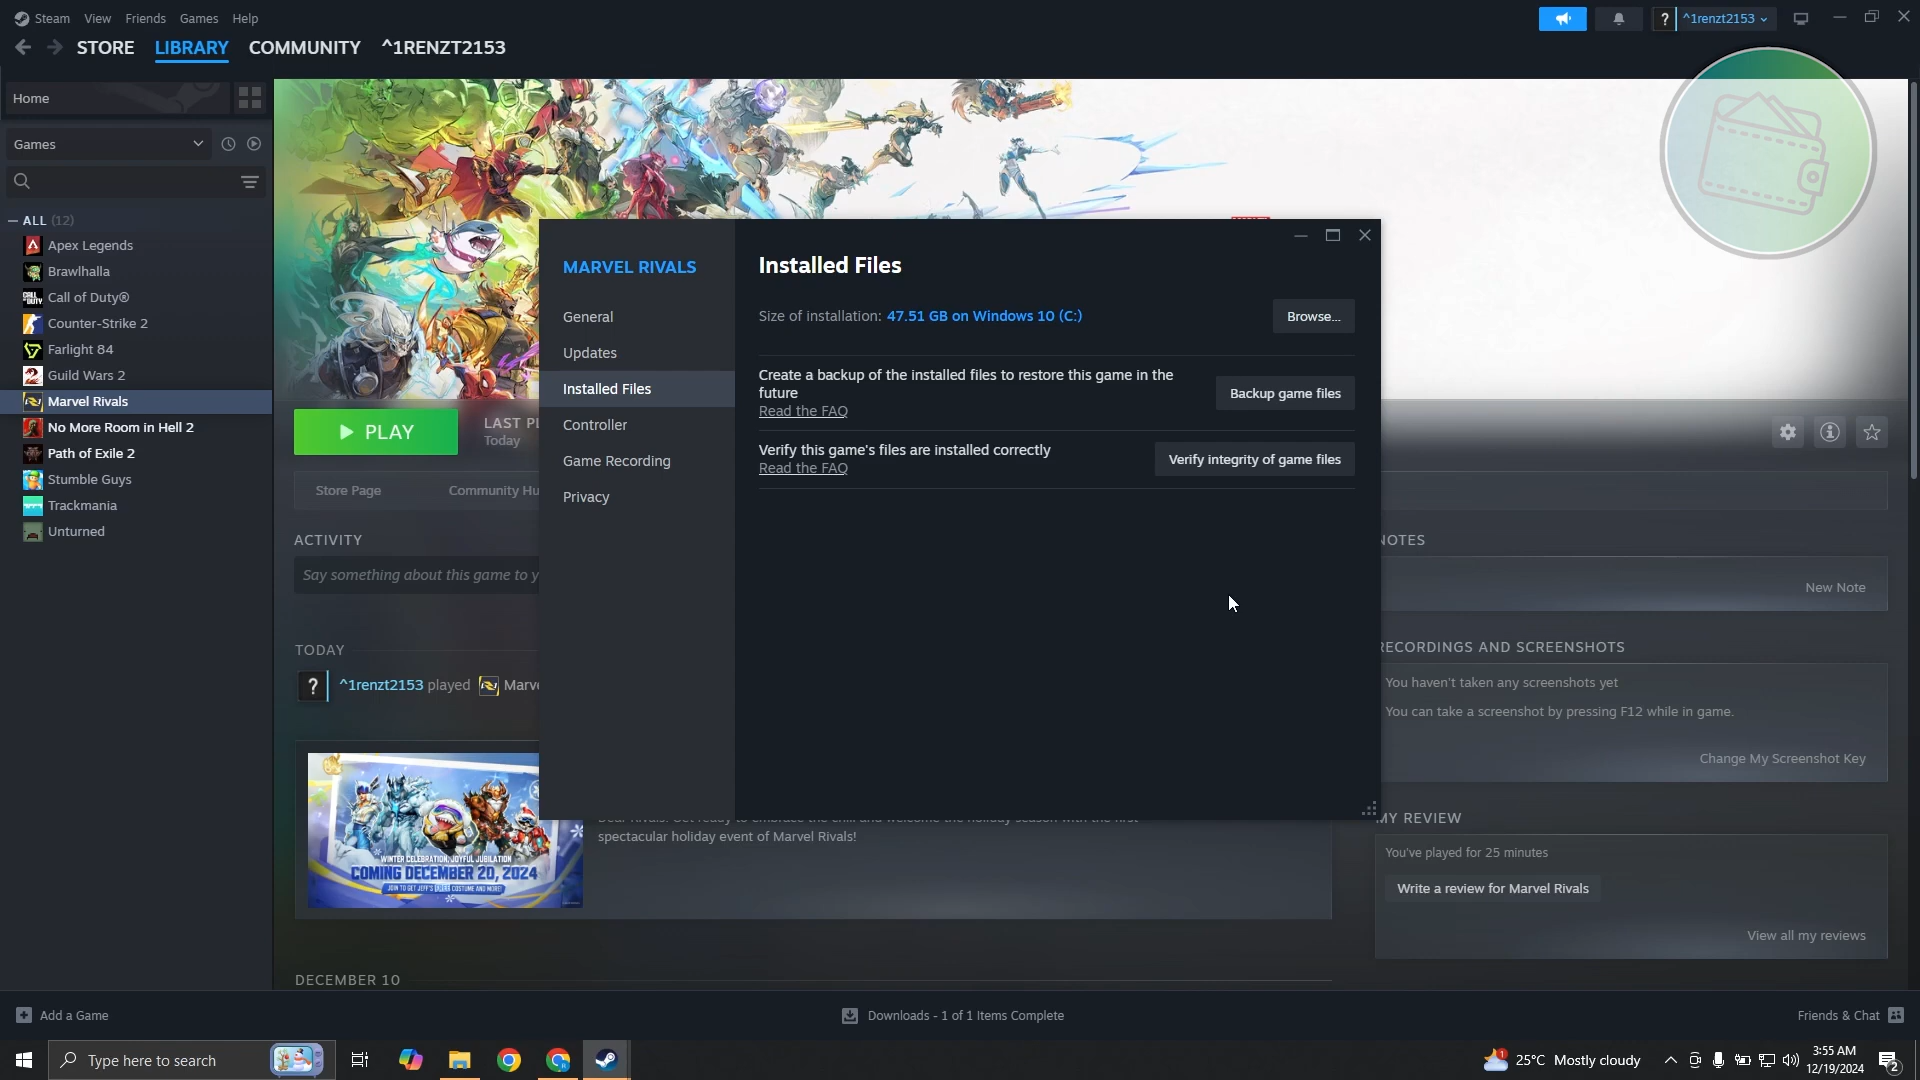 Steam View Friends Games Help
^1renzt2153
STORE LIBRARY COMMUNITY ^1RENZT2153
Home
Games
ALL (12)
Apex Legends
Brawlhalla
Call of Duty®
Counter-Strike 2
Farlight 84
Guild Wars 2
Marvel Rivals
No More Room in Hell 2
Path of Exile 2
Stumble Guys
Trackmania
Unturned
PLAY
LAST PL
Today
Store Page Community Hu
ACTIVITY
Say something about this game to y
TODAY
^1renzt2153 played Marv
WINTER CELEBRATION, JOYFUL JUBILATION
COMING DECEMBER 20, 2024
JOIN TO GET JEFF'S COSTUME AND MORE!
spectacular holiday event of Marvel Rivals!
DECEMBER 10
MARVEL RIVALS
General
Updates
Installed Files
Controller
Game Recording
Privacy
Installed Files
Size of installation: 47.51 GB on Windows 10 (C:)
Browse...
Create a backup of the installed files to restore this game in the
future
Read the FAQ
Backup game files
Verify this game's files are installed correctly
Read the FAQ
Verify integrity of game files
NOTES
New Note
RECORDINGS AND SCREENSHOTS
You haven't taken any screenshots yet
You can take a screenshot by pressing F12 while in game.
Change My Screenshot Key
MY REVIEW
You've played for 25 minutes
Write a review for Marvel Rivals
View all my reviews
Add a Game
Downloads - 1 of 1 Items Complete
Friends & Chat
Type here to search
25°C Mostly cloudy
3:55 AM
12/19/2024
2